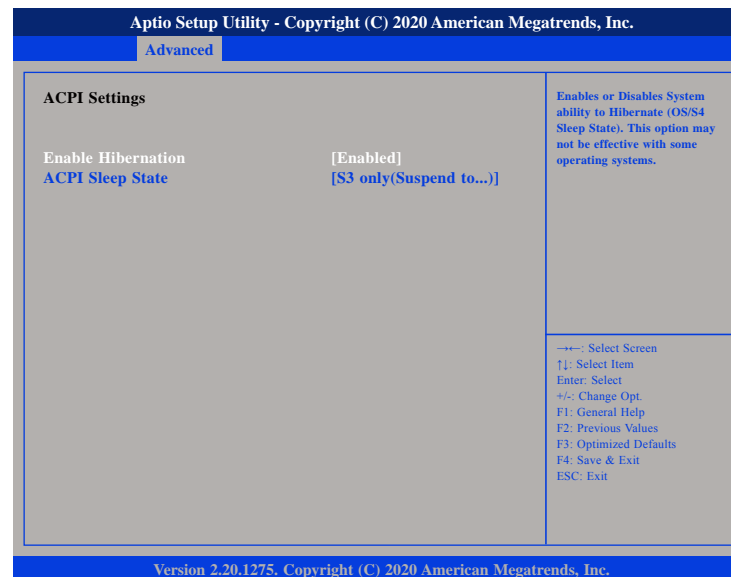 Aptio Setup Utility - Copyright (C) 2020 American Megatrends, Inc.
Advanced
ACPI Settings
Enable Hibernation [Enabled]
ACPI Sleep State [S3 only(Suspend to...)]
Enables or Disables System
ability to Hibernate (OS/S4
Sleep State). This option may
not be effective with some
operating systems.
→←: Select Screen
↑↓: Select Item
Enter: Select
+/-: Change Opt.
F1: General Help
F2: Previous Values
F3: Optimized Defaults
F4: Save & Exit
ESC: Exit
Version 2.20.1275. Copyright (C) 2020 American Megatrends, Inc.